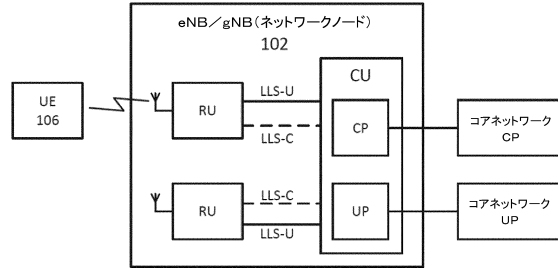 eNB／gNB（ネットワークノード）
102
UE
106
RU
LLS-U
LLS-C
CU
CP
コアネットワーク
CP
RU
LLS-C
LLS-U
UP
コアネットワーク
UP